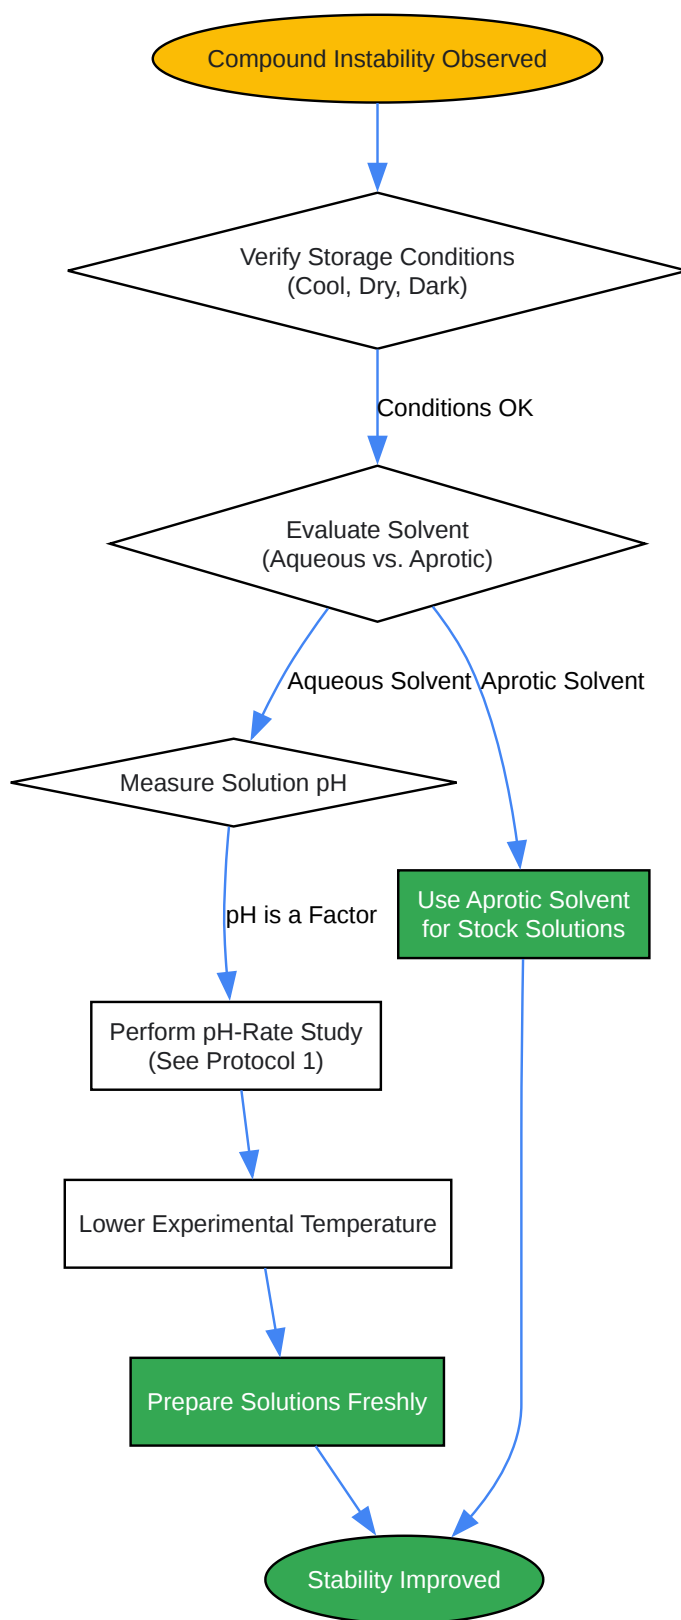 Compound Instability Observed
Verify Storage Conditions
(Cool, Dry, Dark)
Conditions OK
Evaluate Solvent
(Aqueous vs. Aprotic)
Aqueous Solvent
Aprotic Solvent
Measure Solution pH
Use Aprotic Solvent
for Stock Solutions
pH is a Factor
Perform pH-Rate Study
(See Protocol 1)
Lower Experimental Temperature
Prepare Solutions Freshly
Stability Improved